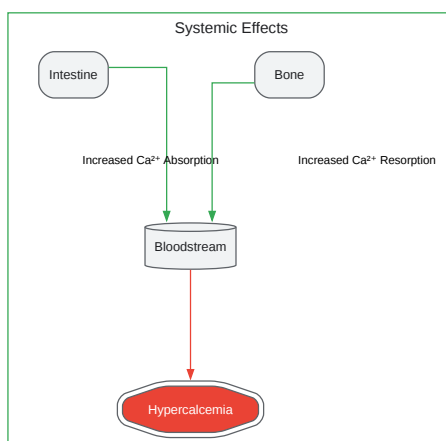 Systemic Effects
Intestine
Bone
Increased Ca²⁺ Absorption
Increased Ca²⁺ Resorption
Bloodstream
Hypercalcemia